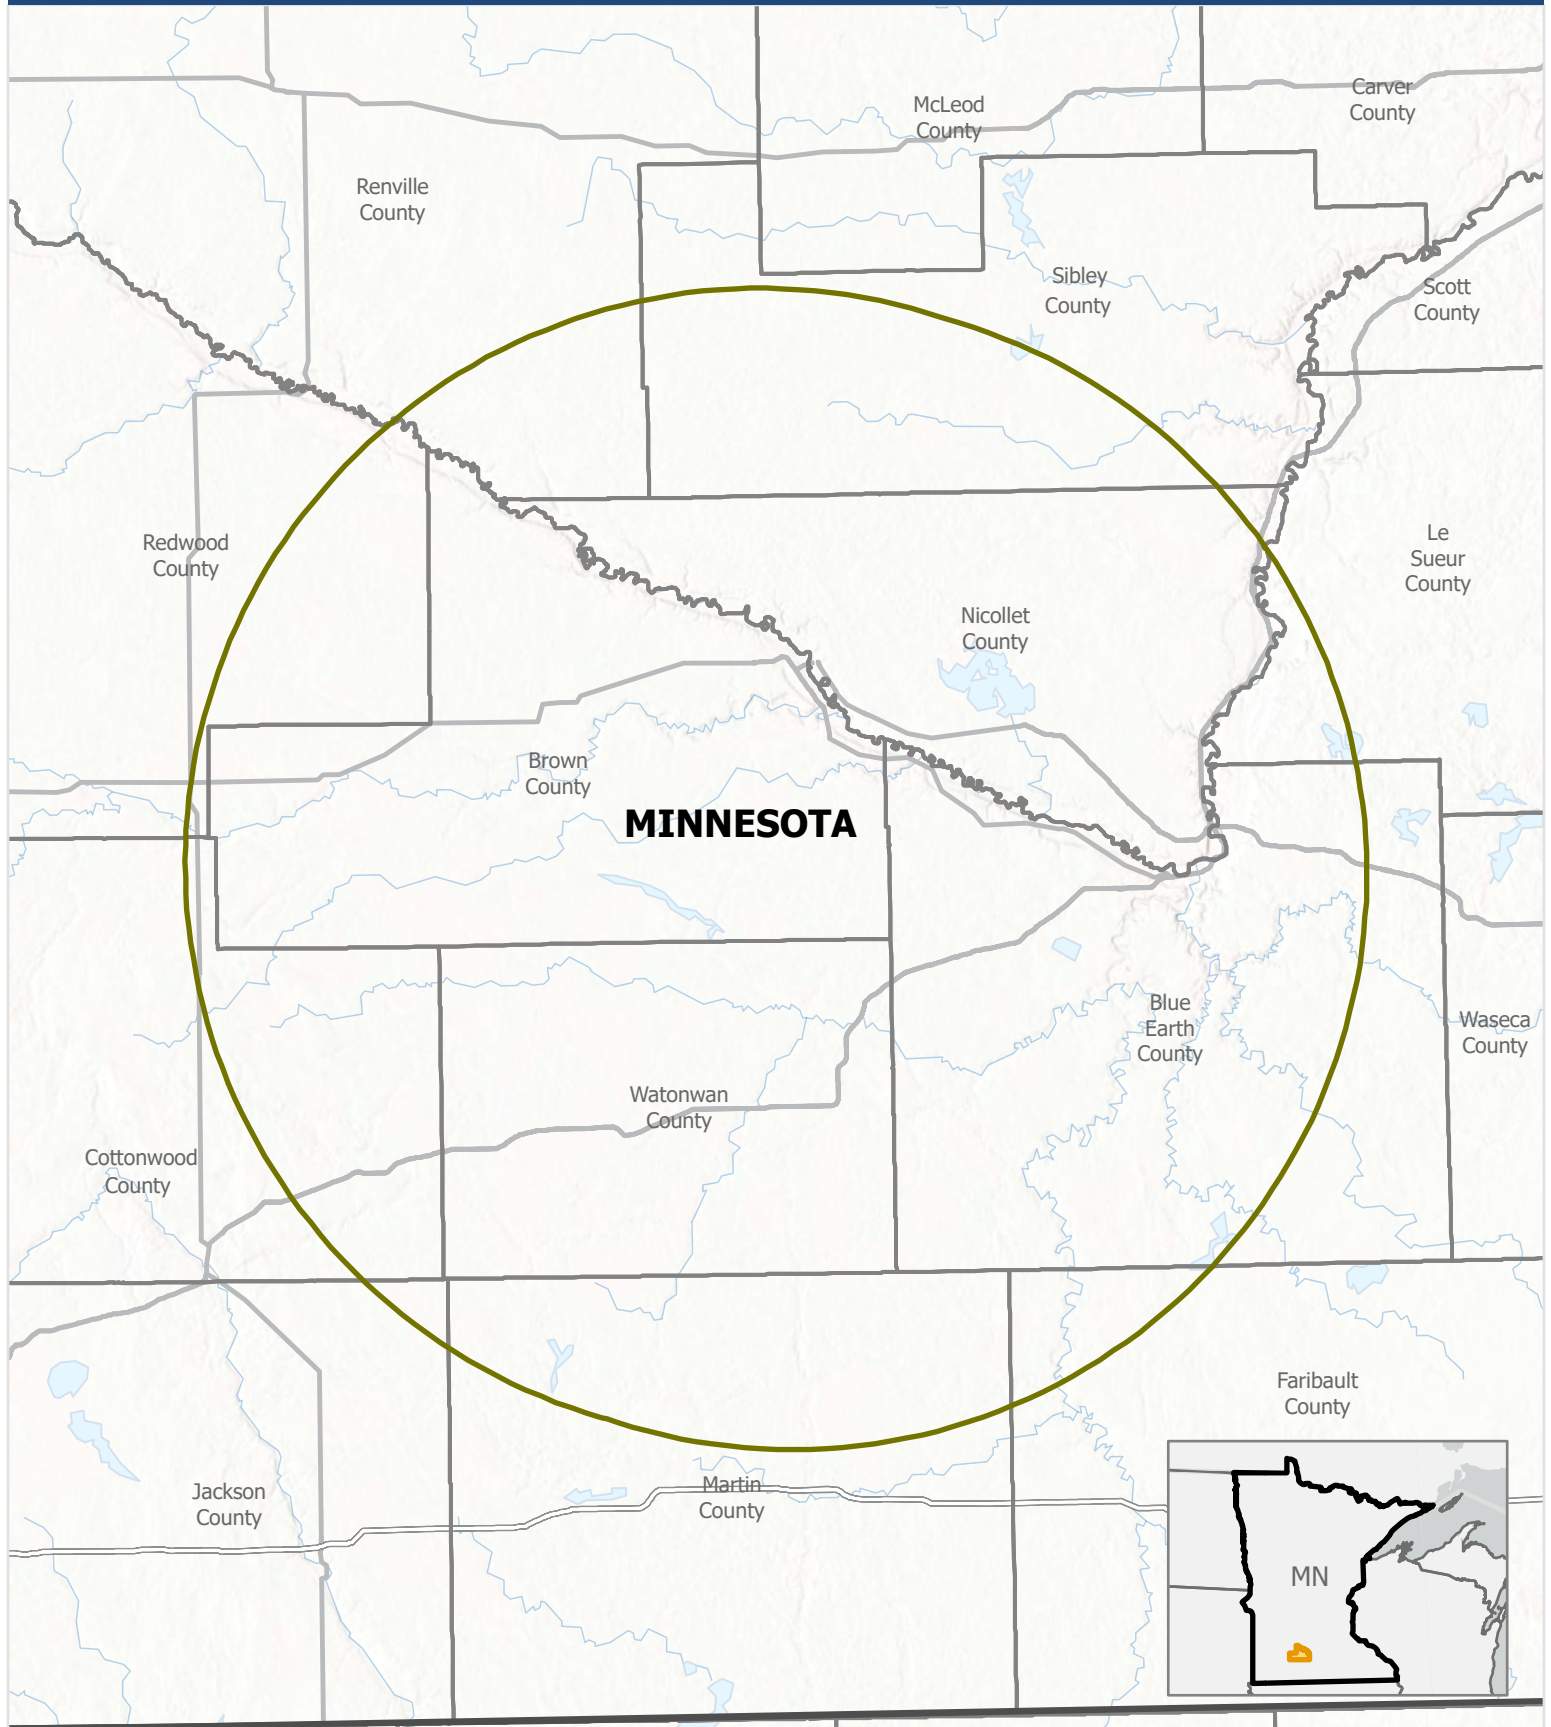 Carver
County
McLeod
County
Renville
County
Sibley
County
Scott
County
Redwood
County
Le
Sueur
County
Nicollet
County
Brown
County
MINNESOTA
Blue
Earth
County
Waseca
County
Watonwan
County
Cottonwood
County
Faribault
County
Jackson
County
Martin
County
MN